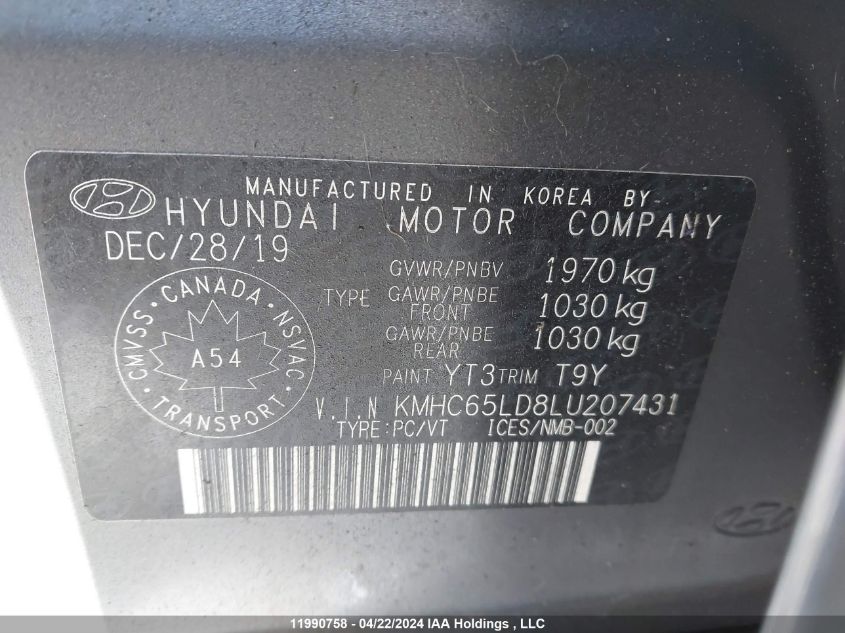 MANUFACTURED IN KOREA BY-
HYUNDAI MOTOR COMPANY
DEC/28/19
GVWR/PNBV 1970 kg
TYPE GAWR/PNBE FRONT 1030 kg
GAWR/PNBE REAR 1030 kg
PAINT YT3 TRIM T9Y
V.I.N KMHC65LD8LU207431
TYPE:PC/VT ICES/NMB-002
CMVSS · CANADA · NSVAC · TRANSPORT ·
A54
11990758 - 04/22/2024 IAA Holdings , LLC